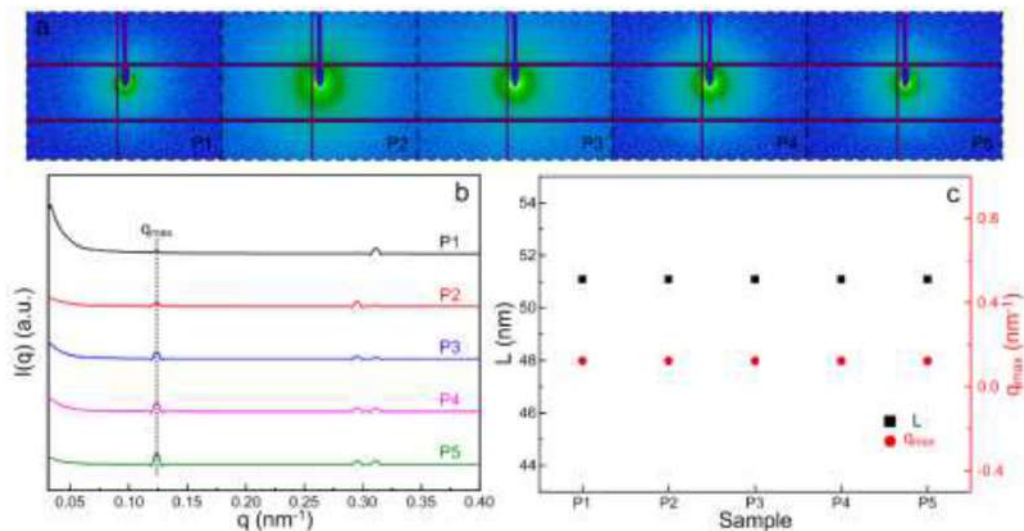 a
P1 P2 P3 P4 P5
b
qmax
P1
P2
P3
P4
P5
I(q) (a.u.)
0.05 0.10 0.15 0.20 0.25 0.30 0.35 0.40
q (nm⁻¹)
c
54
52
50
48
46
44
L (nm)
0.8
0.4
0.0
-0.4
qmax (nm⁻¹)
L
qmax
P1 P2 P3 P4 P5
Sample